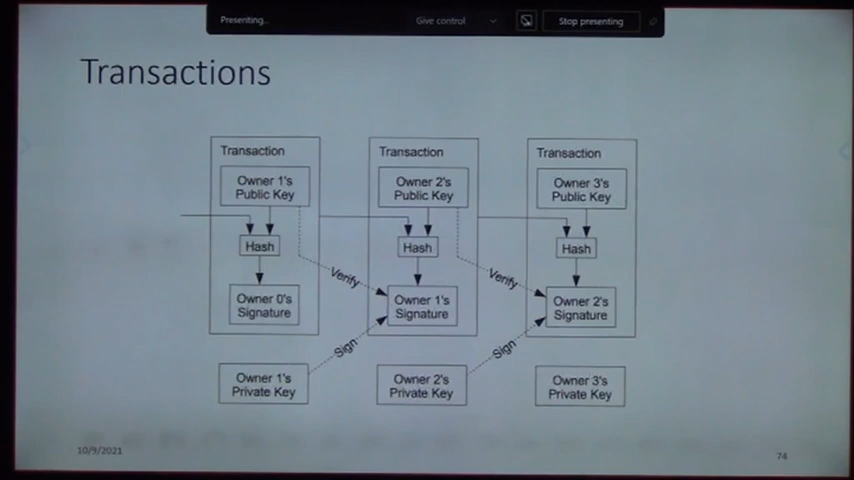 Presenting...
Give control
Stop presenting
Transactions
Transaction
Owner 1's
Public Key
Hash
Owner 0's
Signature
Transaction
Owner 2's
Public Key
Hash
Verify
Owner 1's
Signature
Sign
Transaction
Owner 3's
Public Key
Hash
Verify
Owner 2's
Signature
Sign
Owner 1's
Private Key
Owner 2's
Private Key
Owner 3's
Private Key
10/9/2021
74